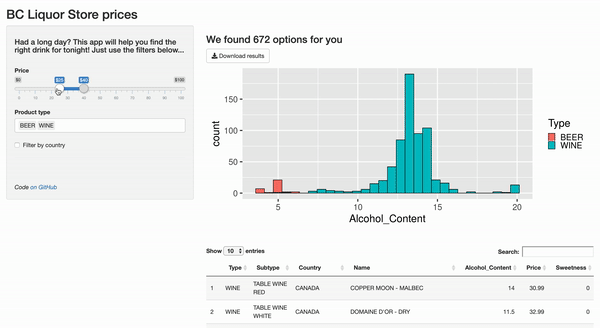 BC Liquor Store prices
Had a long day? This app will help you find the
right drink for tonight! Just use the filters below...
Price
$0 $25 $40 $100
0 10 20 30 40 50 60 70 80 90 100
Product type
BEER WINE
Filter by country
Code on GitHub
We found 672 options for you
Download results
count
150
100
50
0
5 10 15 20
Alcohol_Content
Type
BEER
WINE
Show 10 entries
Search:
Type Subtype Country Name Alcohol_Content Price Sweetness
1 WINE TABLE WINE RED CANADA COPPER MOON - MALBEC 14 30.99 0
2 WINE TABLE WINE WHITE CANADA DOMAINE D'OR - DRY 11.5 32.99 0